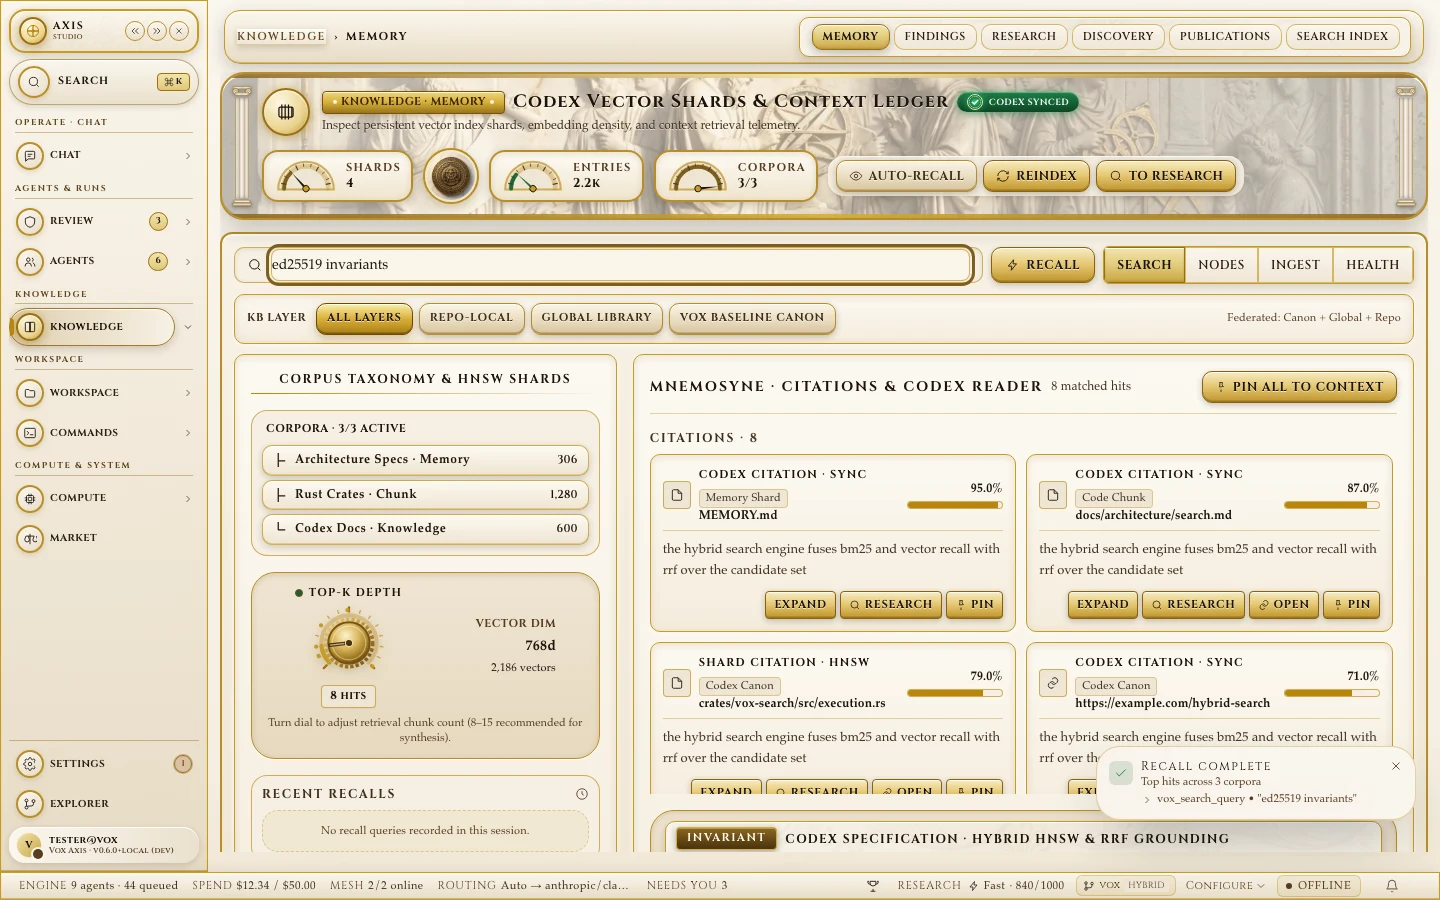 AXIS
STUDIO
SEARCH
⌘K
OPERATE · CHAT
CHAT
AGENTS & RUNS
REVIEW 3
AGENTS 6
KNOWLEDGE
KNOWLEDGE
WORKSPACE
WORKSPACE
COMMANDS
COMPUTE & SYSTEM
COMPUTE
MARKET
SETTINGS 1
EXPLORER
V
TESTER@VOX
VOX AXIS · V0.6.0+LOCAL (DEV)
KNOWLEDGE › MEMORY
MEMORY FINDINGS RESEARCH DISCOVERY PUBLICATIONS SEARCH INDEX
KNOWLEDGE · MEMORY
Codex Vector Shards & Context Ledger
CODEX SYNCED
Inspect persistent vector index shards, embedding density, and context retrieval telemetry.
SHARDS
4
ENTRIES
2.2K
CORPORA
3/3
AUTO-RECALL
REINDEX
TO RESEARCH
ed25519 invariants
RECALL
SEARCH NODES INGEST HEALTH
KB LAYER ALL LAYERS REPO-LOCAL GLOBAL LIBRARY VOX BASELINE CANON
Federated: Canon + Global + Repo
CORPUS TAXONOMY & HNSW SHARDS
CORPORA · 3/3 ACTIVE
├ Architecture Specs · Memory 306
├ Rust Crates · Chunk 1,280
└ Codex Docs · Knowledge 600
TOP-K DEPTH
8 HITS
VECTOR DIM
768d
2,186 vectors
Turn dial to adjust retrieval chunk count (8–15 recommended for
synthesis).
RECENT RECALLS
No recall queries recorded in this session.
MNEMOSYNE · CITATIONS & CODEX READER 8 matched hits
PIN ALL TO CONTEXT
CITATIONS · 8
CODEX CITATION · SYNC
Memory Shard
MEMORY.md
95.0%
the hybrid search engine fuses bm25 and vector recall with
rrf over the candidate set
EXPAND RESEARCH PIN
CODEX CITATION · SYNC
Code Chunk
docs/architecture/search.md
87.0%
the hybrid search engine fuses bm25 and vector recall with
rrf over the candidate set
EXPAND RESEARCH OPEN PIN
SHARD CITATION · HNSW
Codex Canon
crates/vox-search/src/execution.rs
79.0%
the hybrid search engine fuses bm25 and vector recall with
rrf over the candidate set
EXPAND RESEARCH OPEN PIN
CODEX CITATION · SYNC
Codex Canon
https://example.com/hybrid-search
71.0%
the hybrid search engine fuses bm25 and vector recall with
rrf over the
RECALL COMPLETE
Top hits across 3 corpora
› vox_search_query • "ed25519 invariants"
INVARIANT CODEX SPECIFICATION · HYBRID HNSW & RRF GROUNDING
ENGINE 9 agents · 44 queued SPEND $12.34 / $50.00 MESH 2/2 online ROUTING Auto → anthropic/cla... NEEDS YOU 3
RESEARCH Fast · 840/1000 VOX HYBRID CONFIGURE OFFLINE